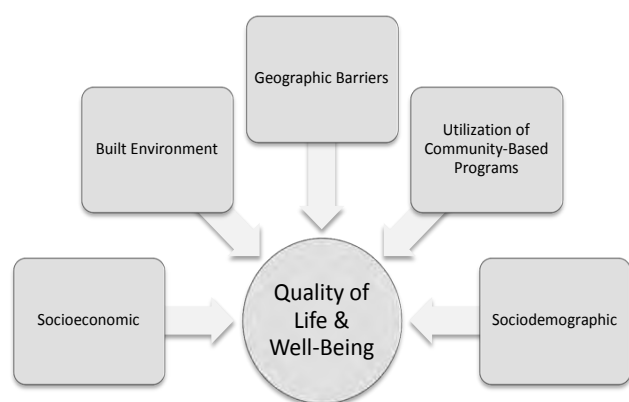 Geographic Barriers
Built Environment
Utilization of
Community-Based
Programs
Socioeconomic
Quality of
Life &
Well-Being
Sociodemographic